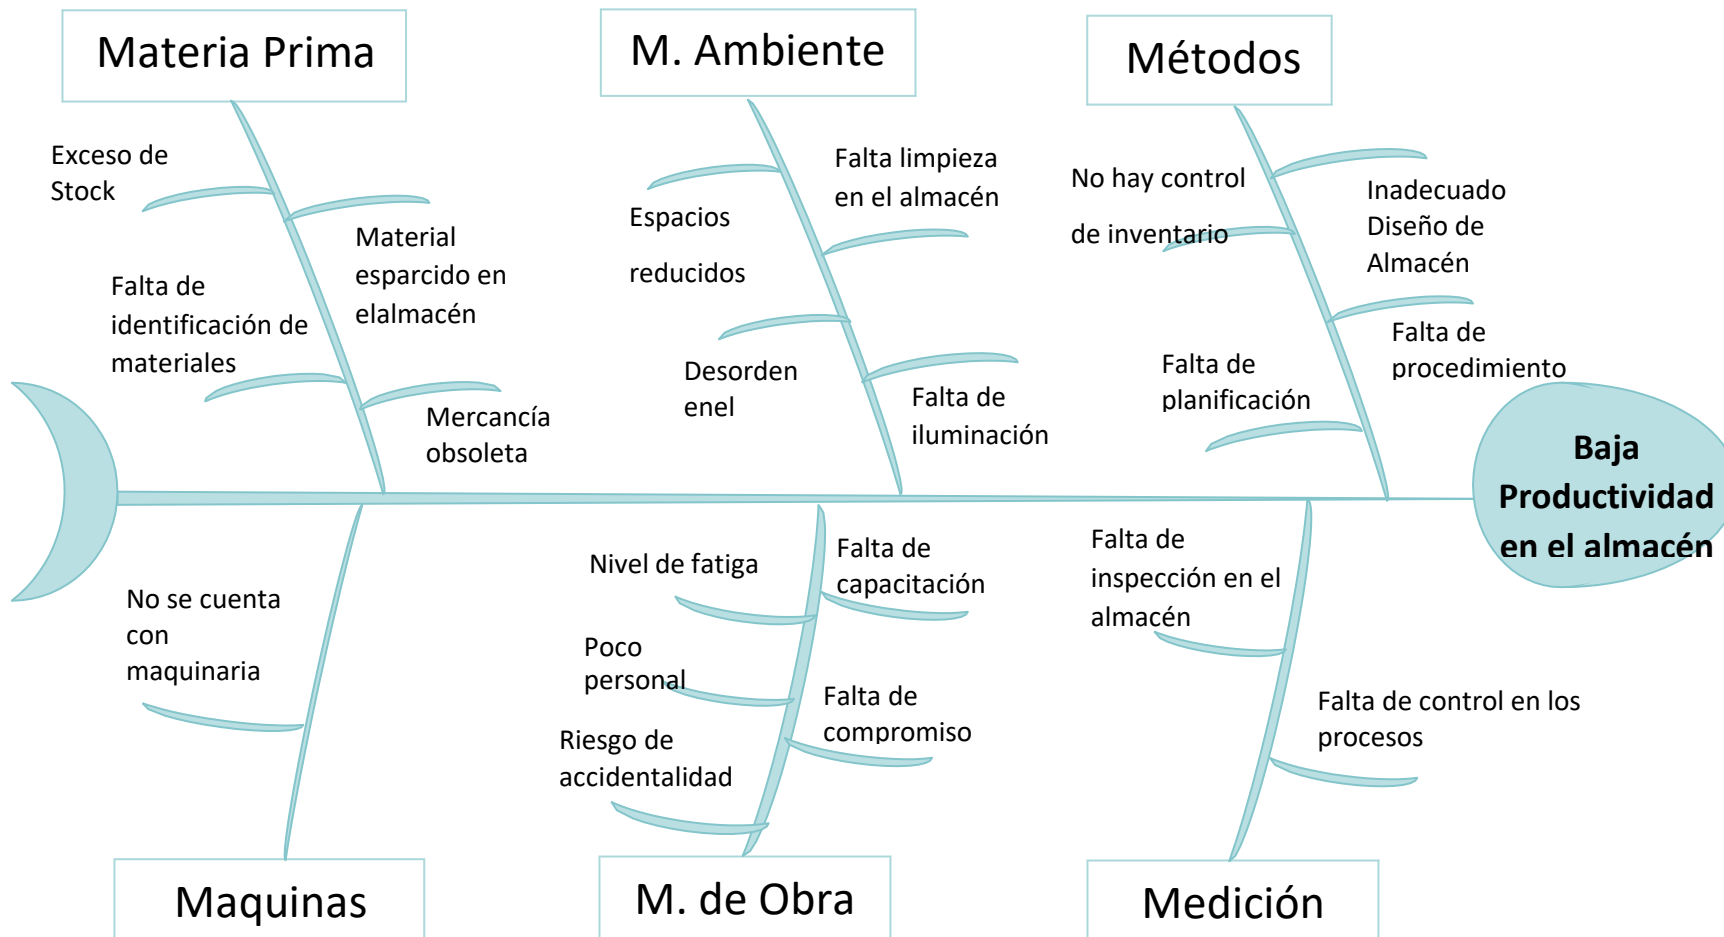 Materia Prima
M. Ambiente
Métodos
Exceso de
Stock
Material
esparcido en
elalmacén
Falta de
identificación de
materiales
Mercancía
obsoleta
Falta limpieza
en el almacén
Espacios
reducidos
Desorden
enel
Falta de
iluminación
No hay control
de inventario
Inadecuado
Diseño de
Almacén
Falta de
procedimiento
Falta de
planificación
Baja
Productividad
en el almacén
No se cuenta
con
maquinaria
Nivel de fatiga
Falta de
capacitación
Poco
personal
Falta de
compromiso
Riesgo de
accidentalidad
Falta de
inspección en el
almacén
Falta de control en los
procesos
Maquinas
M. de Obra
Medición